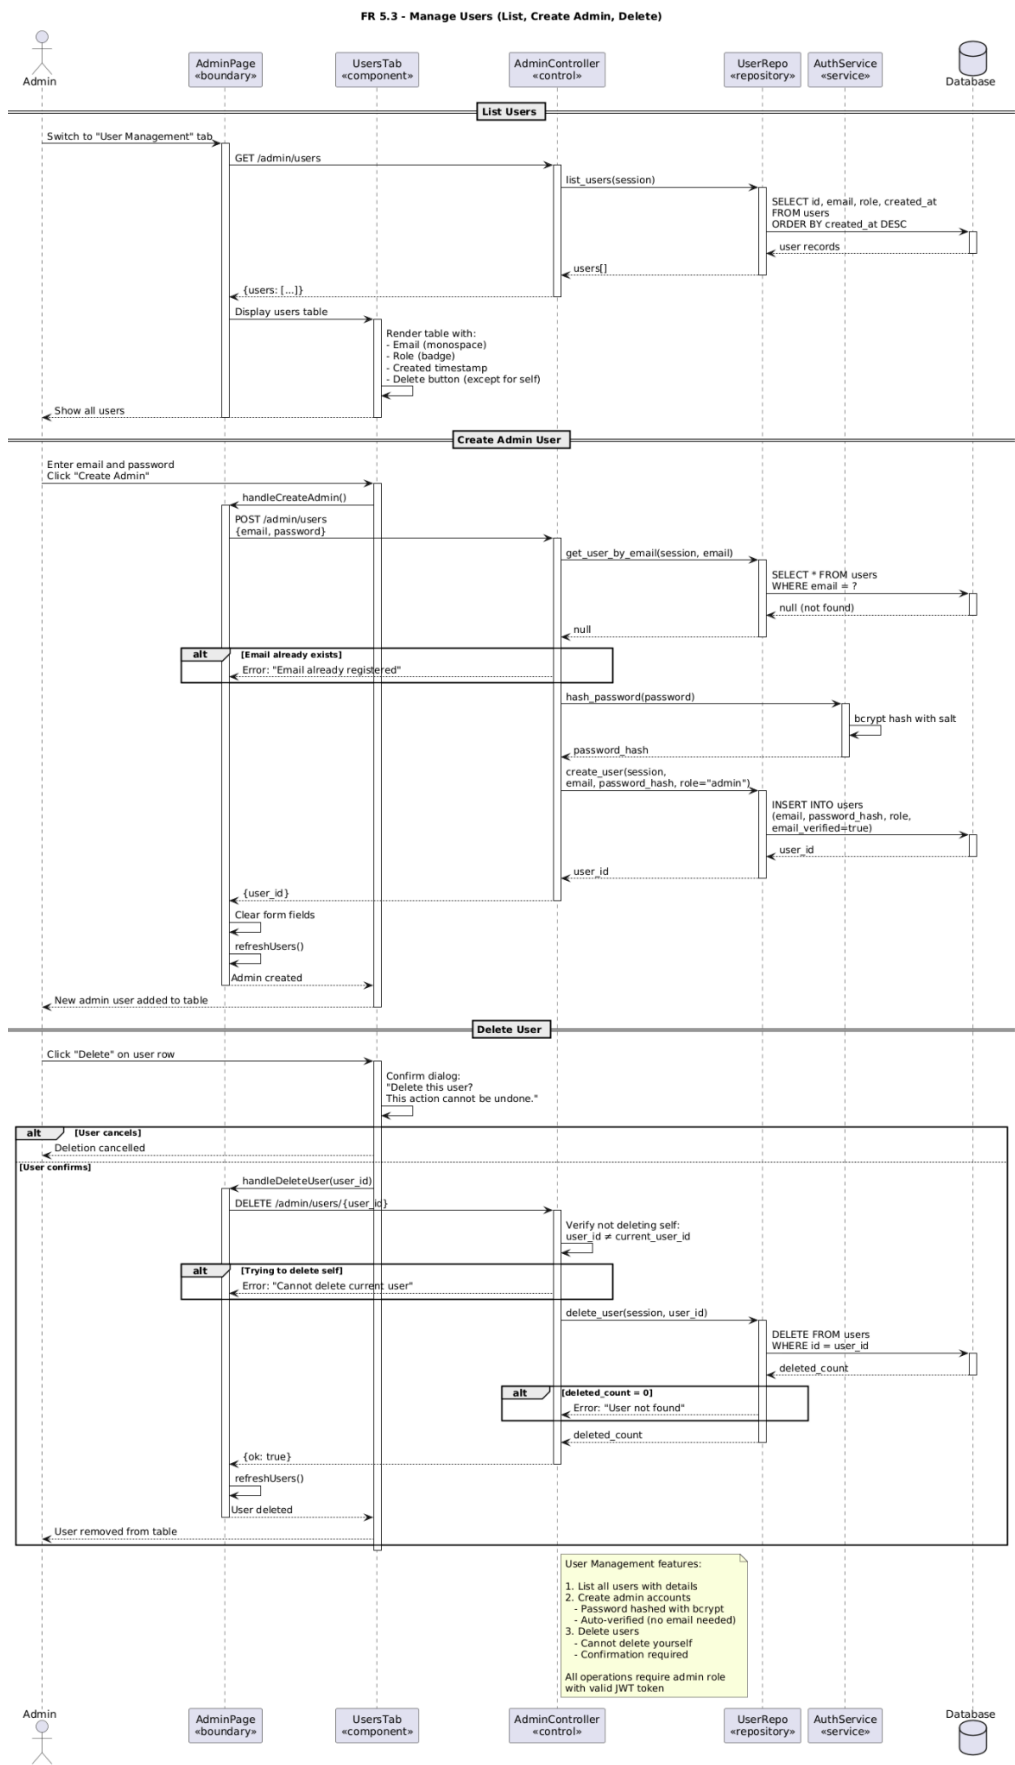 FR 5.3 - Manage Users (List, Create Admin, Delete)
Admin
AdminPage
«boundary»
UsersTab
«component»
AdminController
«control»
UserRepo
«repository»
AuthService
«service»
Database
List Users
Switch to "User Management" tab
GET /admin/users
list_users(session)
SELECT id, email, role, created_at
FROM users
ORDER BY created_at DESC
user records
users[]
{users: [...]}
Display users table
Render table with:
- Email (monospace)
- Role (badge)
- Created timestamp
- Delete button (except for self)
Show all users
Create Admin User
Enter email and password
Click "Create Admin"
handleCreateAdmin()
POST /admin/users
{email, password}
get_user_by_email(session, email)
SELECT * FROM users
WHERE email = ?
null (not found)
null
alt [Email already exists]
Error: "Email already registered"
hash_password(password)
bcrypt hash with salt
password_hash
create_user(session,
email, password_hash, role="admin")
INSERT INTO users
(email, password_hash, role,
email_verified=true)
user_id
user_id
{user_id}
Clear form fields
refreshUsers()
Admin created
New admin user added to table
Delete User
Click "Delete" on user row
Confirm dialog:
"Delete this user?
This action cannot be undone."
alt [User cancels]
Deletion cancelled
[User confirms]
handleDeleteUser(user_id)
DELETE /admin/users/{user_id}
Verify not deleting self:
user_id ≠ current_user_id
alt [Trying to delete self]
Error: "Cannot delete current user"
delete_user(session, user_id)
DELETE FROM users
WHERE id = user_id
deleted_count
alt [deleted_count = 0]
Error: "User not found"
deleted_count
{ok: true}
refreshUsers()
User deleted
User removed from table
User Management features:
1. List all users with details
2. Create admin accounts
- Password hashed with bcrypt
- Auto-verified (no email needed)
3. Delete users
- Cannot delete yourself
- Confirmation required
All operations require admin role
with valid JWT token
Admin
AdminPage
«boundary»
UsersTab
«component»
AdminController
«control»
UserRepo
«repository»
AuthService
«service»
Database